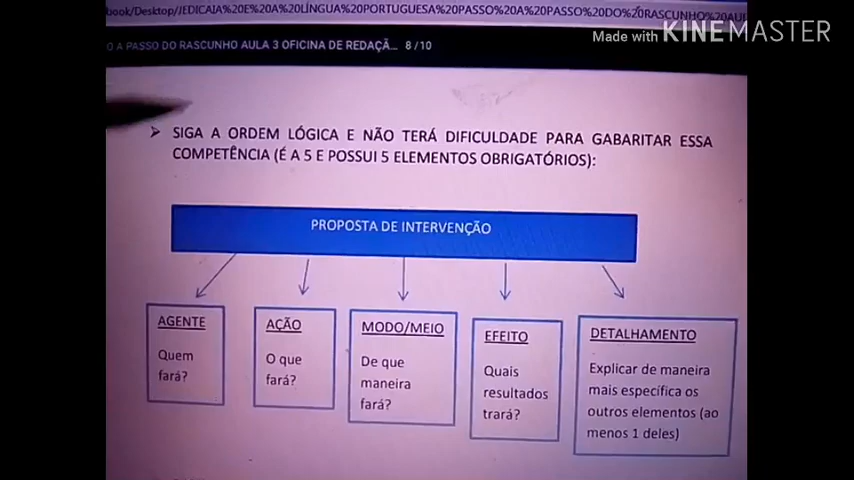 book/Desktop/JEDICAIA%20E%20A%20LÍNGUA%20PORTUGUESA%20PASSO%20A%20PASSO%20DO%20RASCUNHO%20AUL
O A PASSO DO RASCUNHO AULA 3 OFICINA DE REDAÇÃ... 8 / 10
Made with KINEMASTER
➤ SIGA A ORDEM LÓGICA E NÃO TERÁ DIFICULDADE PARA GABARITAR ESSA
COMPETÊNCIA (É A 5 E POSSUI 5 ELEMENTOS OBRIGATÓRIOS):
PROPOSTA DE INTERVENÇÃO
AGENTE
Quem
fará?
AÇÃO
O que
fará?
MODO/MEIO
De que
maneira
fará?
EFEITO
Quais
resultados
trará?
DETALHAMENTO
Explicar de maneira
mais específica os
outros elementos (ao
menos 1 deles)